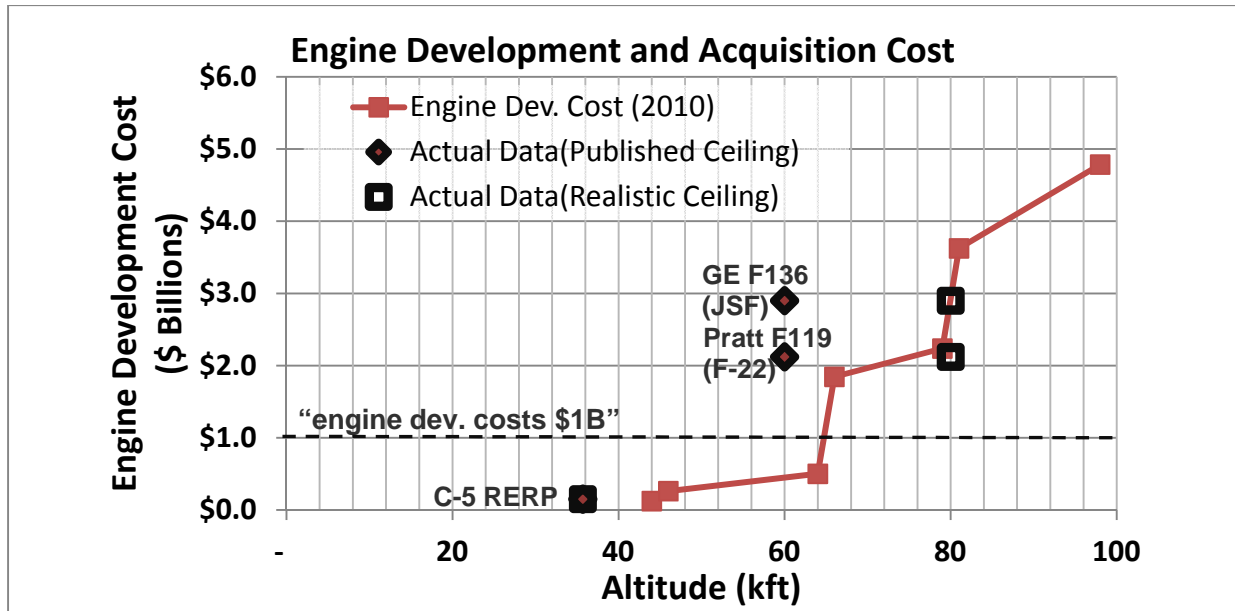 Engine Development and Acquisition Cost
Engine Development Cost
($ Billions)
$6.0
$5.0
$4.0
$3.0
$2.0
$1.0
$0.0
Engine Dev. Cost (2010)
Actual Data(Published Ceiling)
Actual Data(Realistic Ceiling)
GE F136
(JSF)
Pratt F119
(F-22)
“engine dev. costs $1B”
C-5 RERP
- 20 40 60 80 100
Altitude (kft)